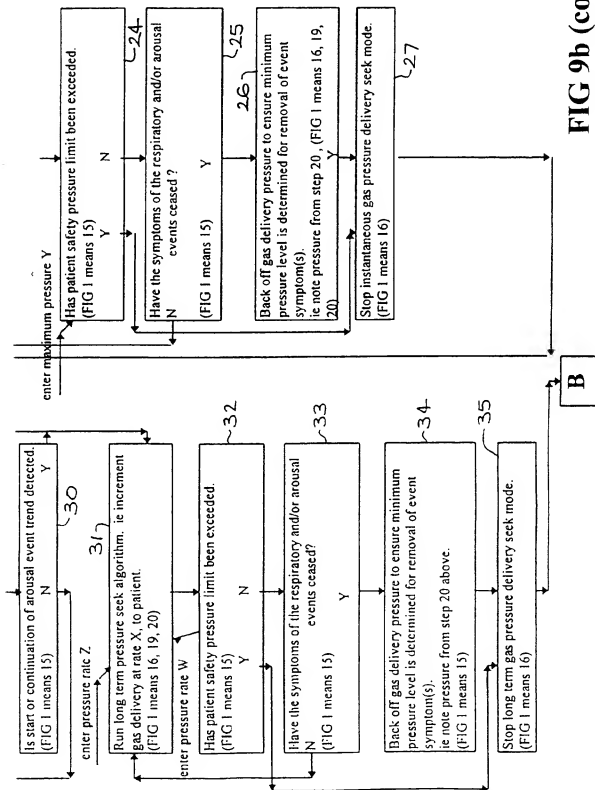 enter maximum pressure Y
Has patient safety pressure limit been exceeded.
(FIG 1 means 15) Y N
24
Have the symptoms of the respiratory and/or arousal
events ceased ?
N
(FIG 1 means 15) Y
25
26
Back off gas delivery pressure to ensure minimum
pressure level is determined for removal of event
symptom(s).
ie note pressure from step 20 , (FIG 1 means 16, 19,
20) Y
Stop instantaneous gas pressure delivery seek mode.
(FIG 1 means 16)
27
Is start or continuation of arousal event trend detected.
(FIG 1 means 15) N Y
30
enter pressure rate Z
31
Run long term pressure seek algorithm. ie increment
gas delivery at rate X, to patient.
(FIG 1 means 16, 19, 20)
enter pressure rate W
Has patient safety pressure limit been exceeded.
(FIG 1 means 15) Y N
32
Have the symptoms of the respiratory and/or arousal
events ceased?
N
(FIG 1 means 15) Y
33
Back off gas delivery pressure to ensure minimum
pressure level is determined for removal of event
symptom(s).
ie note pressure from step 20 above.
(FIG 1 means 15)
34
Stop long term gas pressure delivery seek mode.
(FIG 1 means 16)
35
B
FIG 9b (co